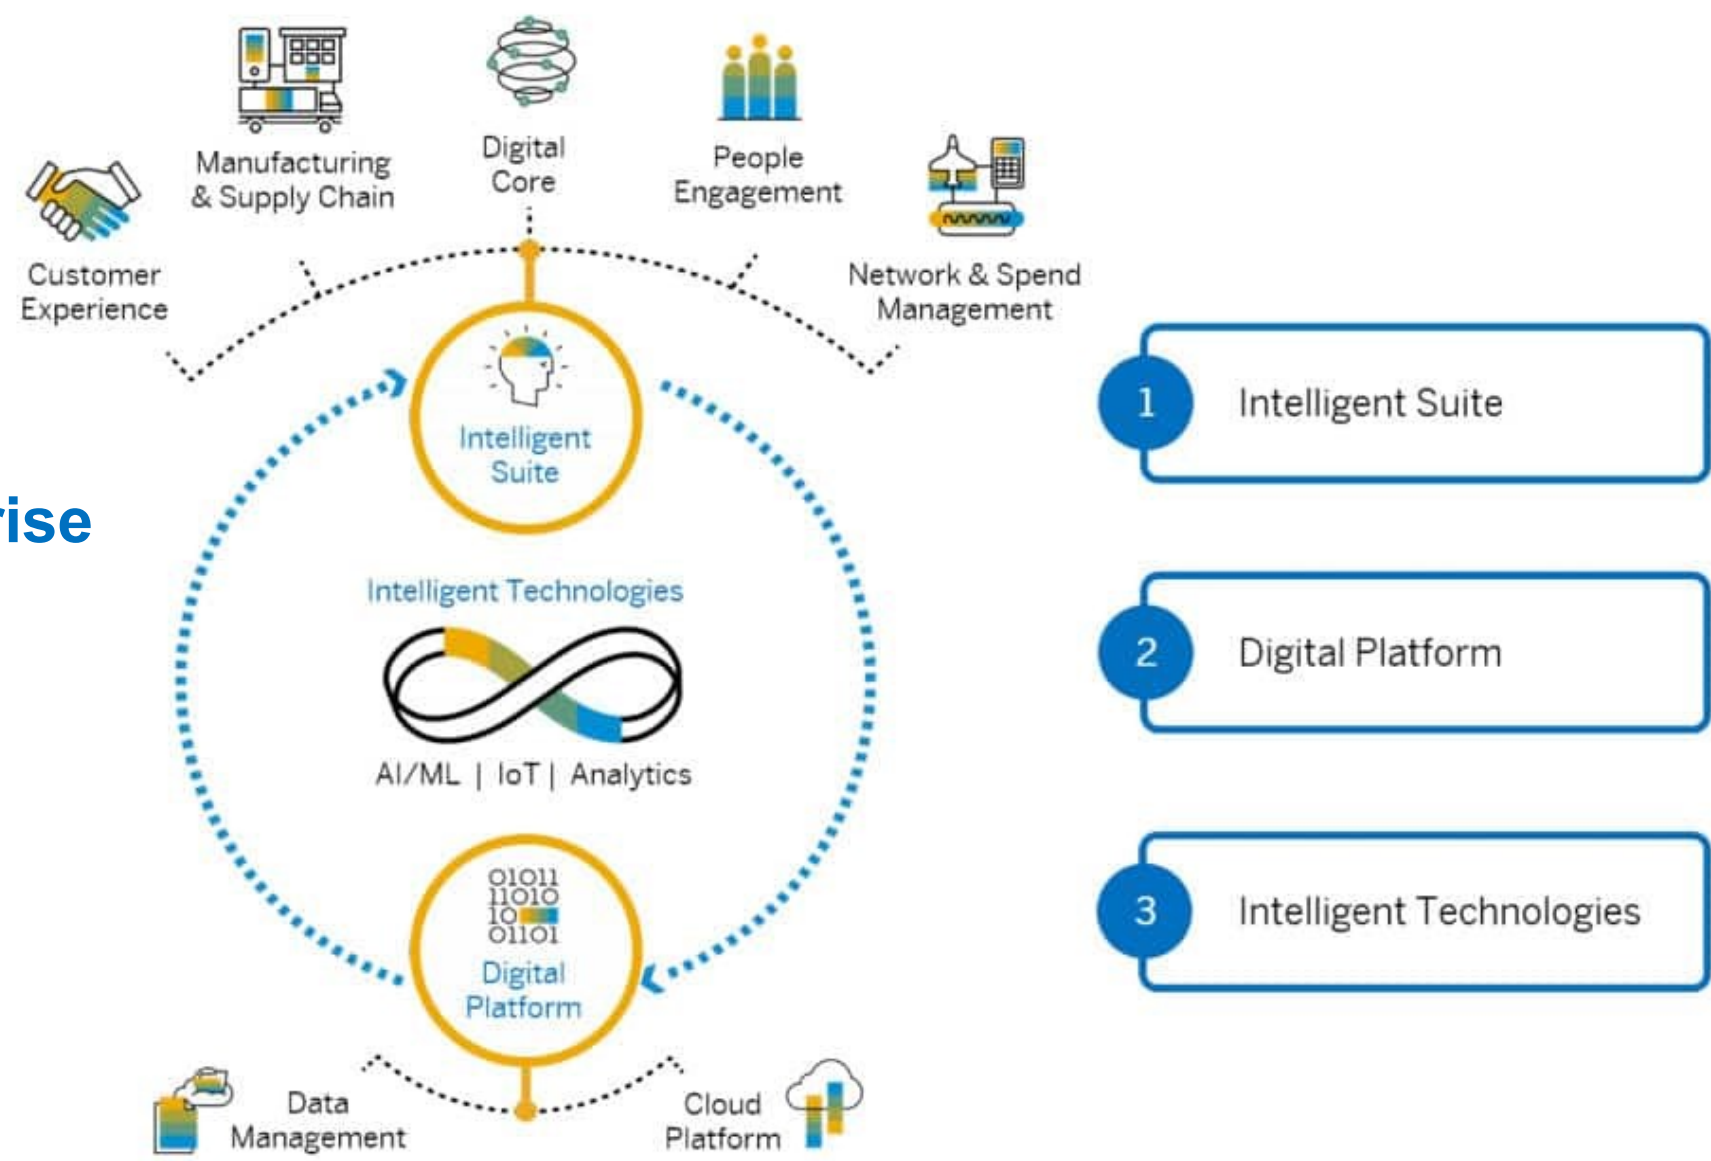 Digital
Core
Manufacturing
& Supply Chain
People
Engagement
Customer
Experience
Network & Spend
Management
Intelligent
Suite
rise
Intelligent Technologies
AI/ML | IoT | Analytics
01011
11010
10
01101
Digital
Platform
Data
Management
Cloud
Platform
1
Intelligent Suite
2
Digital Platform
3
Intelligent Technologies